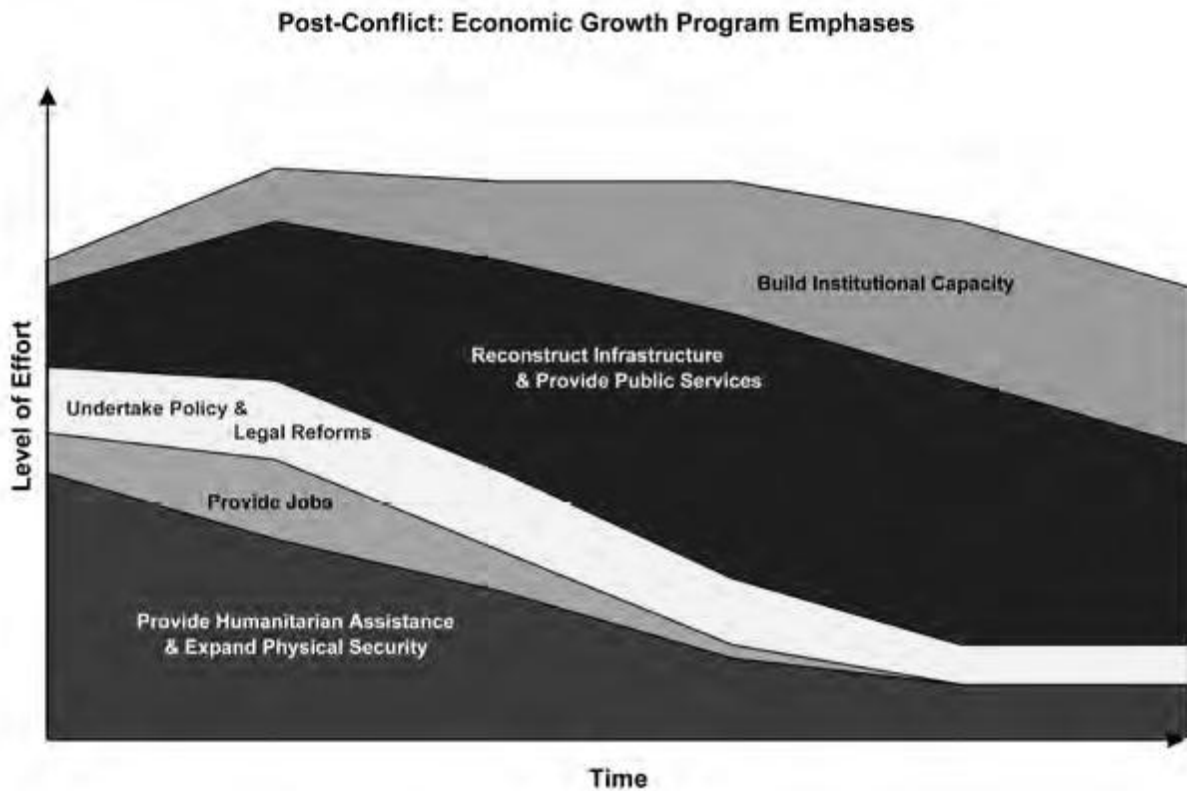 Post-Conflict: Economic Growth Program Emphases
Level of Effort
Build Institutional Capacity
Reconstruct Infrastructure
& Provide Public Services
Undertake Policy &
Legal Reforms
Provide Jobs
Provide Humanitarian Assistance
& Expand Physical Security
Time